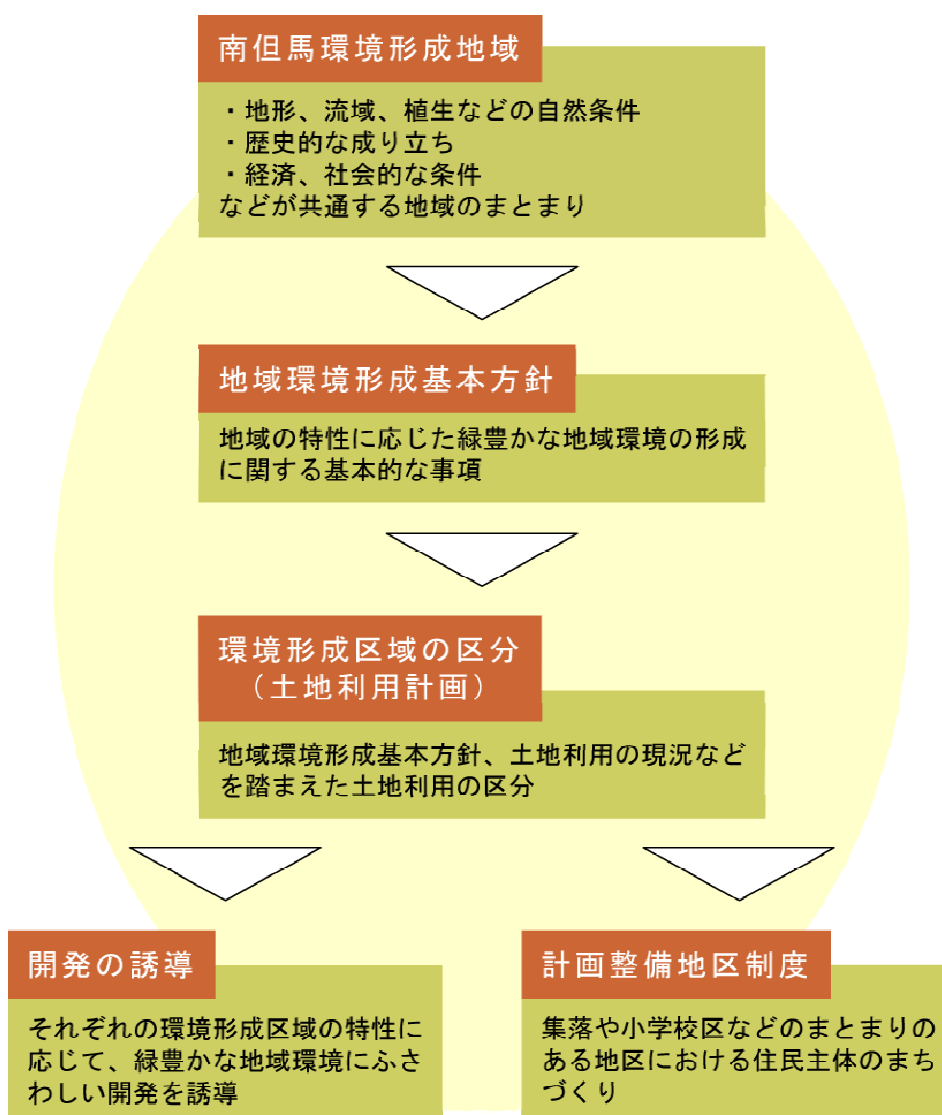 南但馬環境形成地域
・地形、流域、植生などの自然条件
・歴史的な成り立ち
・経済、社会的な条件
などが共通する地域のまとまり
地域環境形成基本方針
地域の特性に応じた緑豊かな地域環境の形成
に関する基本的な事項
環境形成区域の区分
（土地利用計画）
地域環境形成基本方針、土地利用の現況など
を踏まえた土地利用の区分
開発の誘導
それぞれの環境形成区域の特性に
応じて、緑豊かな地域環境にふさ
わしい開発を誘導
計画整備地区制度
集落や小学校区などのまとまりの
ある地区における住民主体のまち
づくり